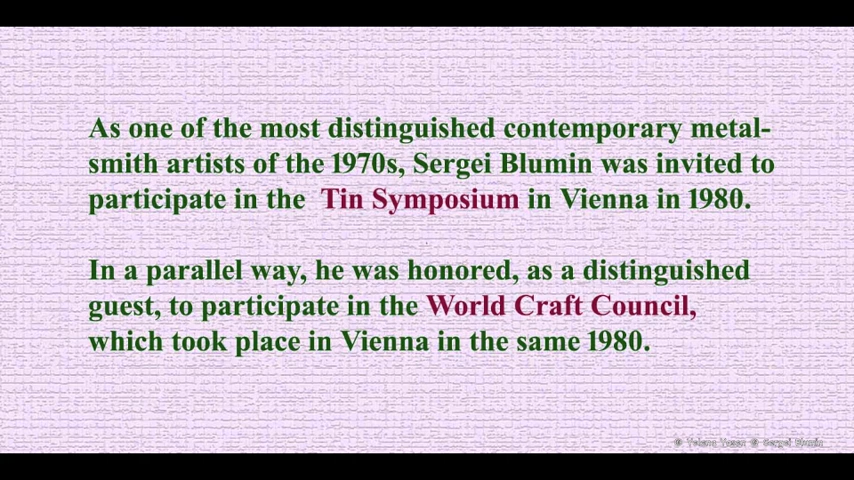 As one of the most distinguished contemporary metal-
smith artists of the 1970s, Sergei Blumin was invited to
participate in the Tin Symposium in Vienna in 1980.
In a parallel way, he was honored, as a distinguished
guest, to participate in the World Craft Council,
which took place in Vienna in the same 1980.
© Sergei Blumin